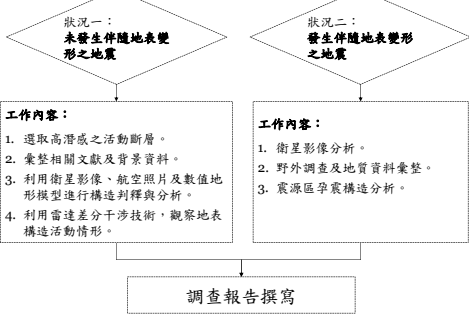 狀況一：
未發生伴隨地表變
形之地震
狀況二：
發生伴隨地表變形
之地震
工作內容：
1. 選取高潛感之活動斷層。
2. 彙整相關文獻及背景資料。
3. 利用衛星影像、航空照片及數值地
形模型進行構造判釋與分析。
4. 利用雷達差分干涉技術，觀察地表
構造活動情形。
工作內容：
1. 衛星影像分析。
2. 野外調查及地質資料彙整。
3. 震源區孕震構造分析。
調查報告撰寫